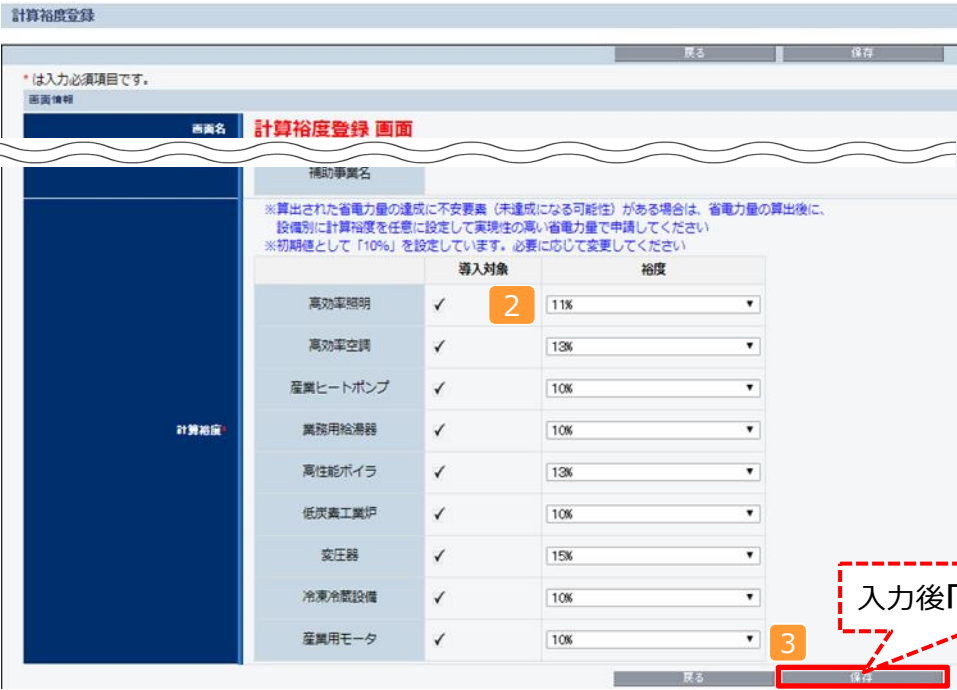 計算裕度登録
戻る 保存
* は入力必須項目です。
画面情報
画面名 計算裕度登録 画面
補助事業名
※算出された省電力量の達成に不安要素（未達成になる可能性）がある場合は、省電力量の算出後に、
設備別に計算裕度を任意に設定して実現性の高い省電力量で申請してください
※初期値として「10%」を設定しています。必要に応じて変更してください
導入対象 裕度
高効率照明 ✓ 2 11% ▼
高効率空調 ✓ 13% ▼
産業ヒートポンプ ✓ 10% ▼
計算裕度* 業務用給湯器 ✓ 10% ▼
高性能ボイラ ✓ 13% ▼
低炭素工業炉 ✓ 10% ▼
変圧器 ✓ 15% ▼
冷凍冷蔵設備 ✓ 10% ▼
入力後「
産業用モータ ✓ 10% ▼ 3
戻る 保存